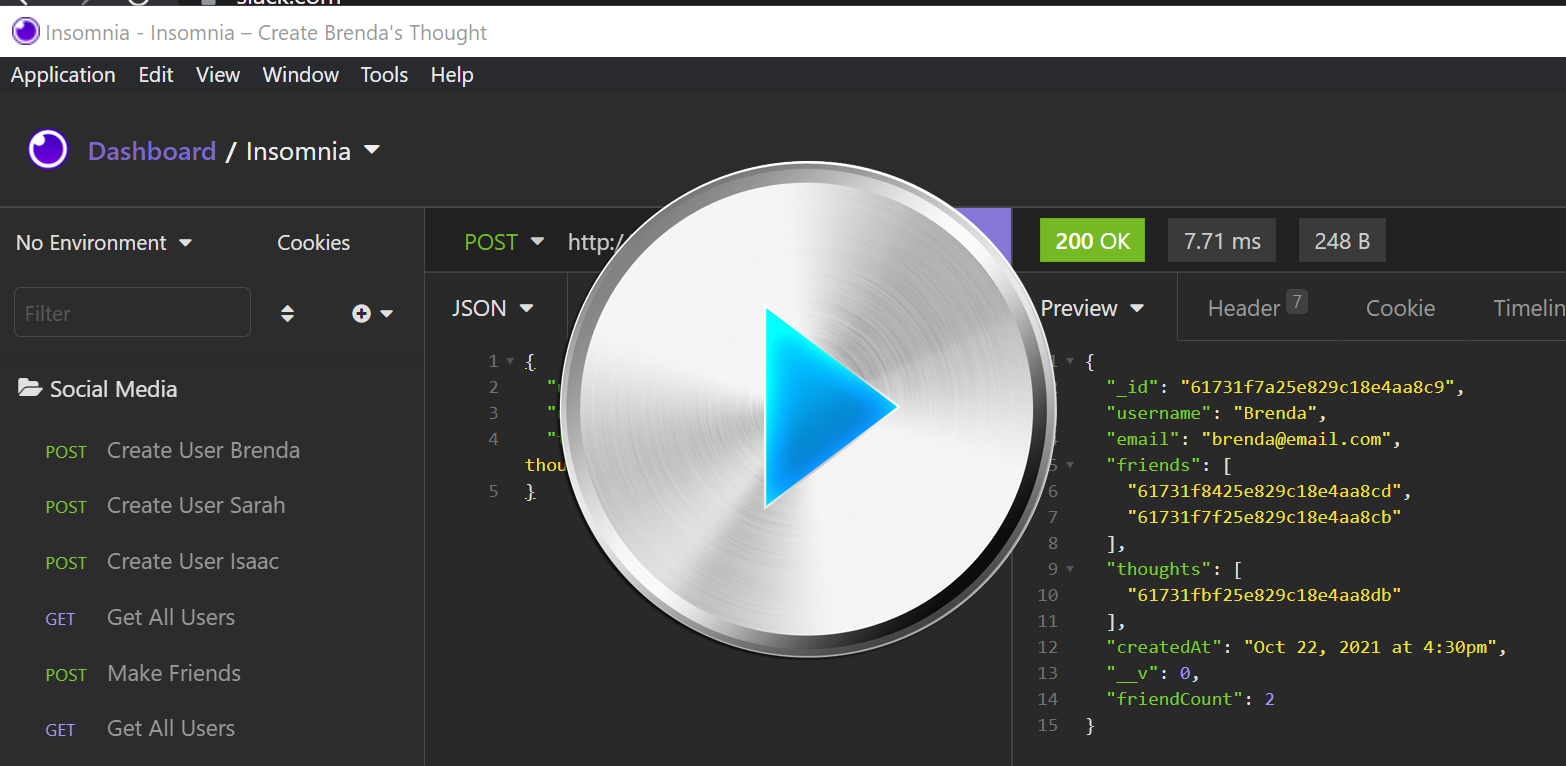 slack.com
Insomnia - Insomnia – Create Brenda's Thought
Application Edit View Window Tools Help
Dashboard / Insomnia
No Environment Cookies
Filter
Social Media
POST Create User Brenda
POST Create User Sarah
POST Create User Isaac
GET Get All Users
POST Make Friends
GET Get All Users
POST http:/
JSON
1 {
2 "
3 "
4 "
thou
5 }
200 OK 7.71 ms 248 B
Preview Header 7 Cookie Timelin
1 {
"_id": "61731f7a25e829c18e4aa8c9",
"username": "Brenda",
"email": "brenda@email.com",
5 "friends": [
6 "61731f8425e829c18e4aa8cd",
7 "61731f7f25e829c18e4aa8cb"
8 ],
9 "thoughts": [
10 "61731fbf25e829c18e4aa8db"
11 ],
12 "createdAt": "Oct 22, 2021 at 4:30pm",
13 "__v": 0,
14 "friendCount": 2
15 }